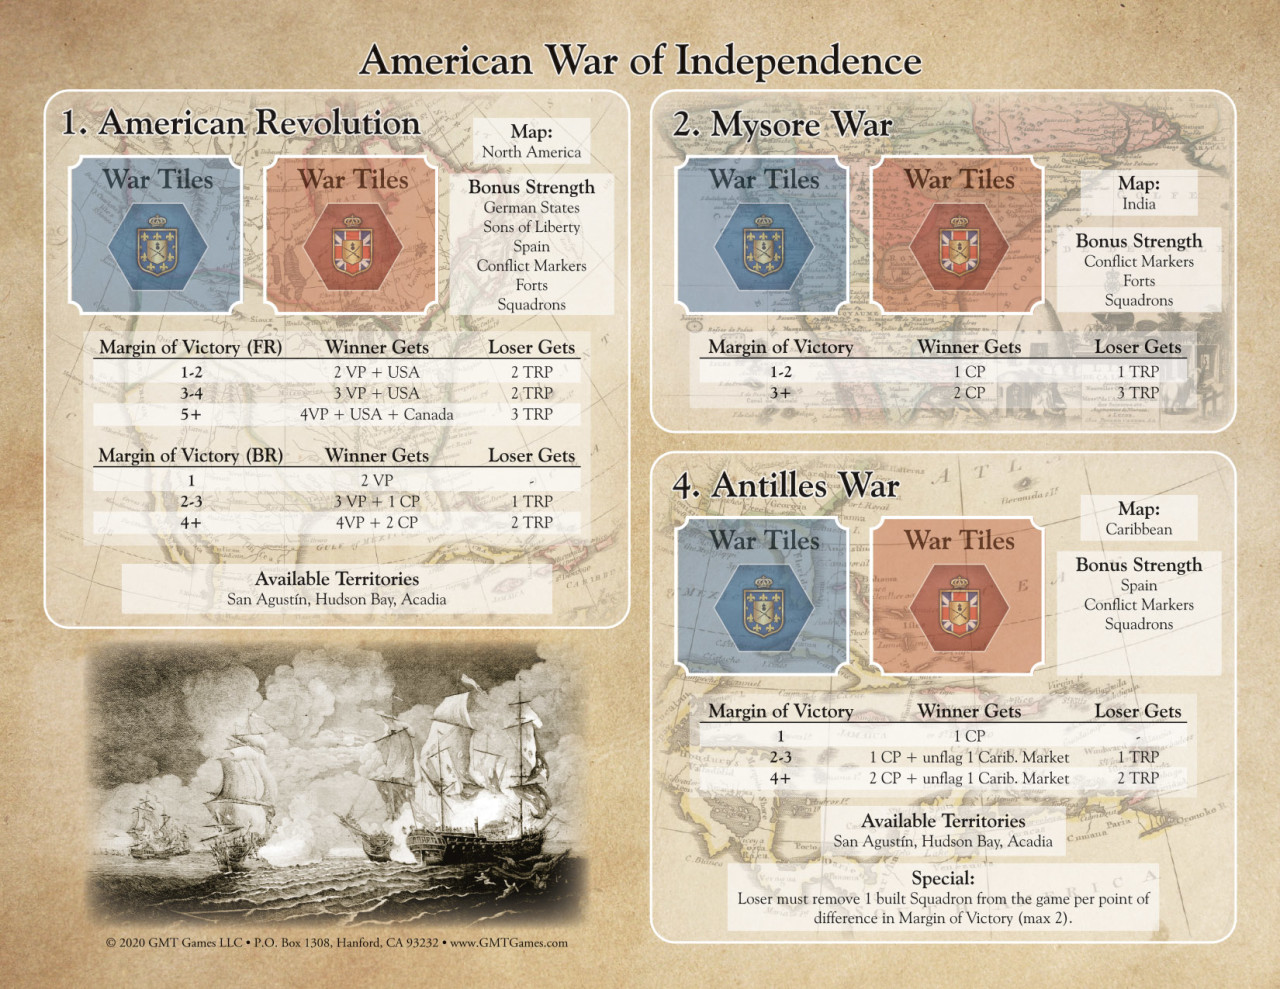 American War of Independence
1. American Revolution
War Tiles
War Tiles
Map:
North America
Bonus Strength
German States
Sons of Liberty
Spain
Conflict Markers
Forts
Squadrons
Margin of Victory (FR) Winner Gets Loser Gets
1-2 2 VP + USA 2 TRP
3-4 3 VP + USA 2 TRP
5+ 4VP + USA + Canada 3 TRP
Margin of Victory (BR) Winner Gets Loser Gets
1 2 VP -
2-3 3 VP + 1 CP 1 TRP
4+ 4VP + 2 CP 2 TRP
Available Territories
San Agustín, Hudson Bay, Acadia
© 2020 GMT Games LLC • P.O. Box 1308, Hanford, CA 93232 • www.GMTGames.com
2. Mysore War
War Tiles
War Tiles
Map:
India
Bonus Strength
Conflict Markers
Forts
Squadrons
Margin of Victory Winner Gets Loser Gets
1-2 1 CP 1 TRP
3+ 2 CP 3 TRP
4. Antilles War
War Tiles
War Tiles
Map:
Caribbean
Bonus Strength
Spain
Conflict Markers
Squadrons
Margin of Victory Winner Gets Loser Gets
1 1 CP -
2-3 1 CP + unflag 1 Carib. Market 1 TRP
4+ 2 CP + unflag 1 Carib. Market 2 TRP
Available Territories
San Agustín, Hudson Bay, Acadia
Special:
Loser must remove 1 built Squadron from the game per point of
difference in Margin of Victory (max 2).